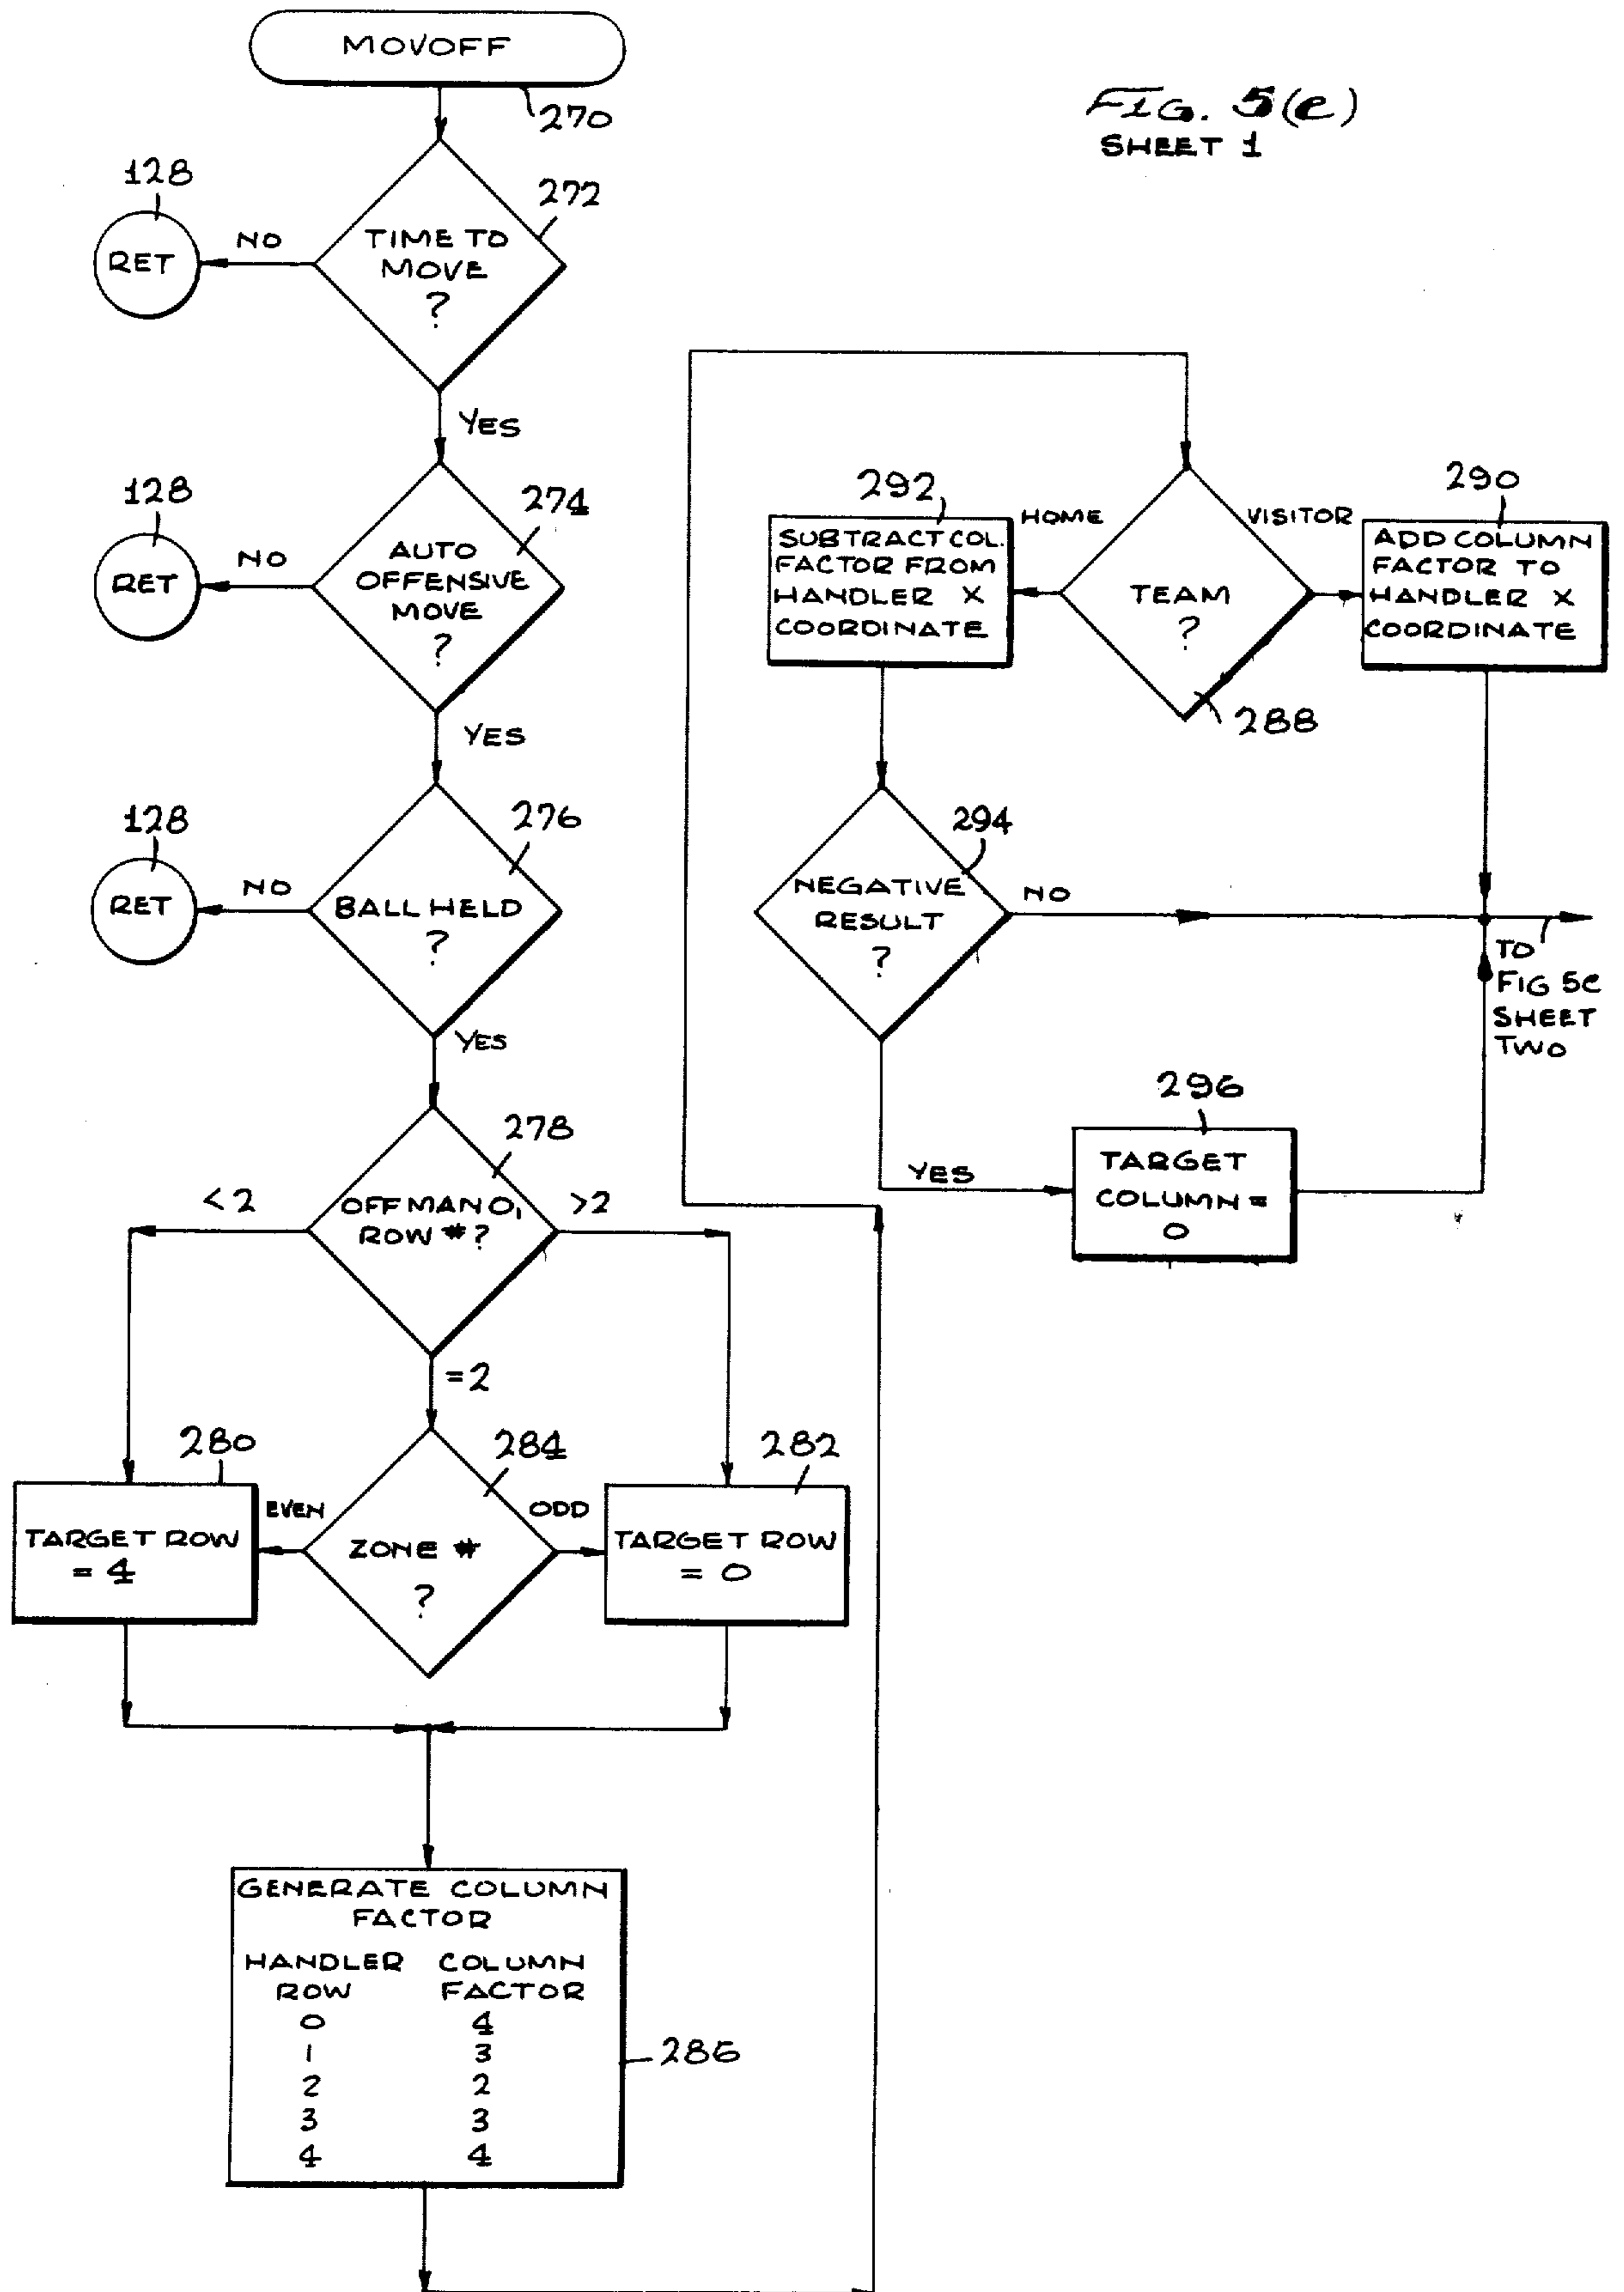 MOVOFF
270
FIG. 5(e)
SHEET 1
128
RET
NO
TIME TO
MOVE
?
272
YES
128
RET
NO
AUTO
OFFENSIVE
MOVE
?
274
YES
128
RET
NO
BALL HELD
?
276
YES
<2
OFFMAN 0,
ROW #?
>2
278
=2
280
TARGET ROW
= 4
EVEN
ZONE #
?
284
ODD
282
TARGET ROW
= 0
GENERATE COLUMN
FACTOR
HANDLER COLUMN
ROW FACTOR
0 4
1 3
2 2
3 3
4 4
286
292
SUBTRACT COL.
FACTOR FROM
HANDLER X
COORDINATE
HOME
TEAM
?
288
VISITOR
290
ADD COLUMN
FACTOR TO
HANDLER X
COORDINATE
294
NEGATIVE
RESULT
?
NO
TO
FIG 5e
SHEET
TWO
YES
296
TARGET
COLUMN =
0